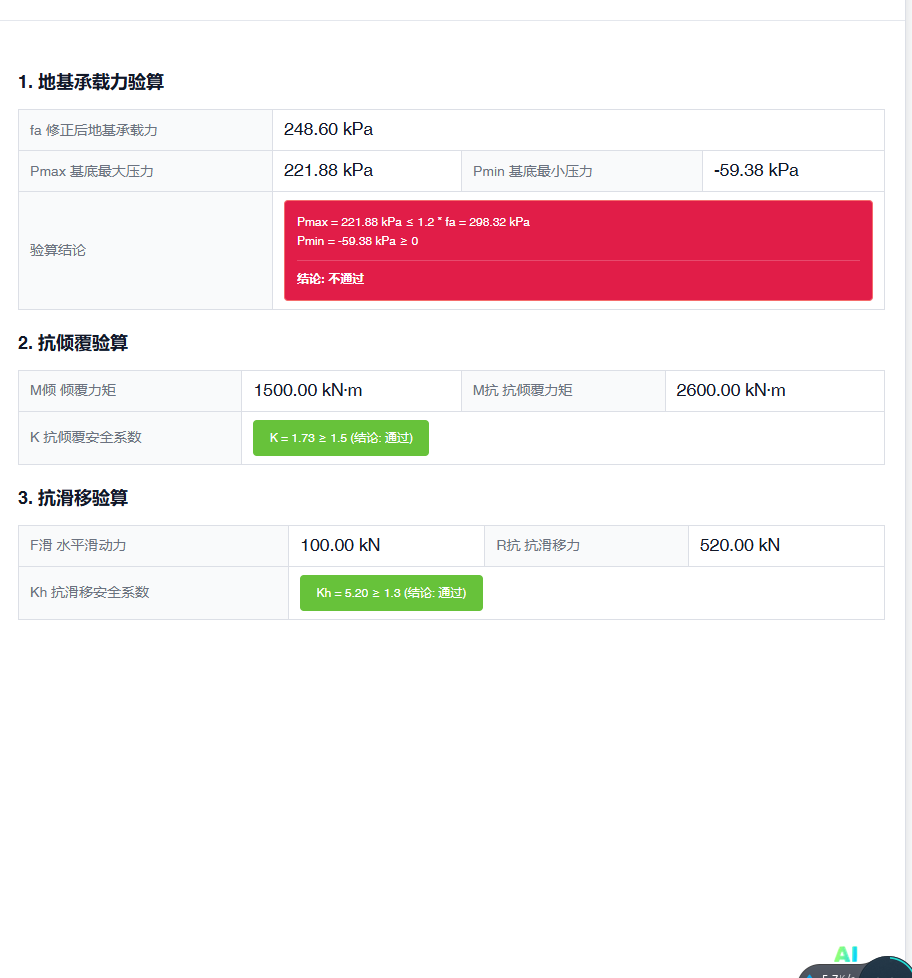 1. 地基承载力验算
fa 修正后地基承载力 248.60 kPa
Pmax 基底最大压力 221.88 kPa Pmin 基底最小压力 -59.38 kPa
验算结论
Pmax = 221.88 kPa ≤ 1.2 * fa = 298.32 kPa
Pmin = -59.38 kPa ≥ 0
结论: 不通过
2. 抗倾覆验算
M倾 倾覆力矩 1500.00 kN·m M抗 抗倾覆力矩 2600.00 kN·m
K 抗倾覆安全系数 K = 1.73 ≥ 1.5 (结论: 通过)
3. 抗滑移验算
F滑 水平滑动力 100.00 kN R抗 抗滑移力 520.00 kN
Kh 抗滑移安全系数 Kh = 5.20 ≥ 1.3 (结论: 通过)
AI